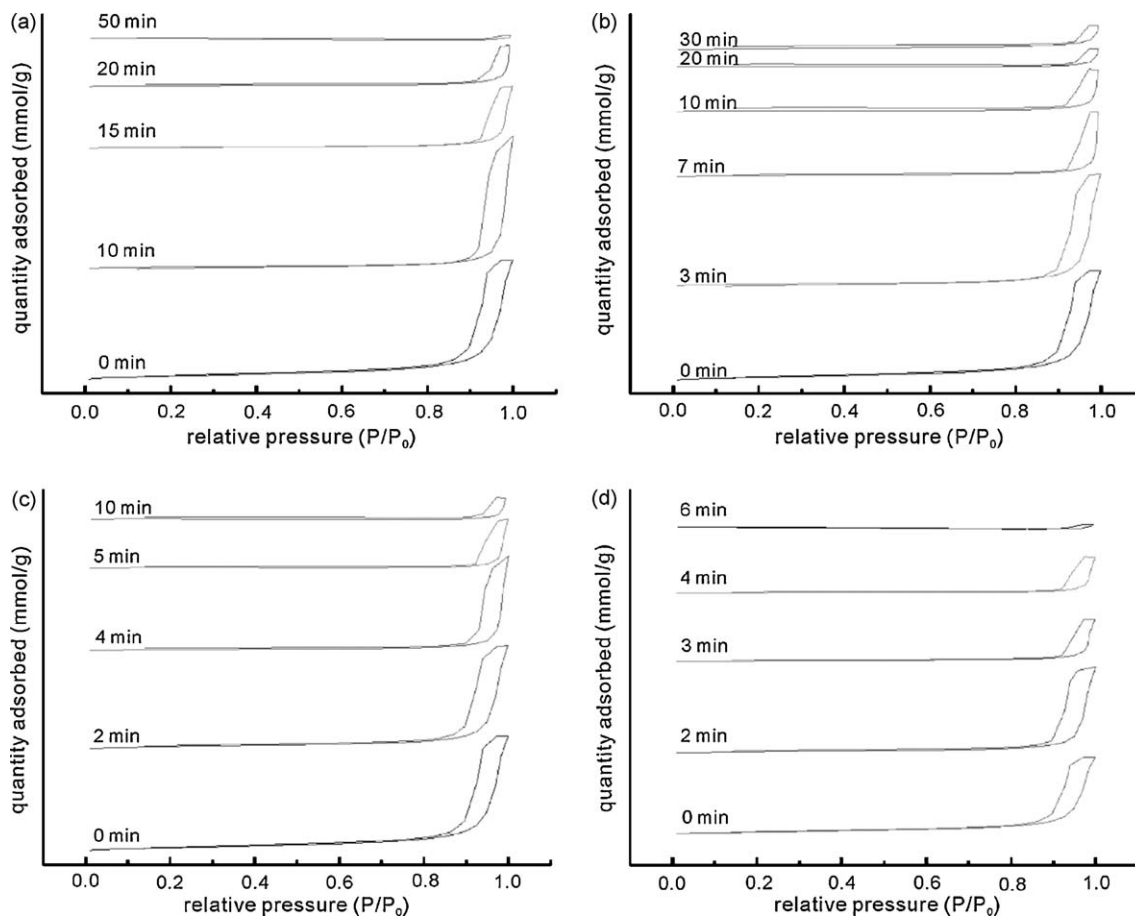 (a)
50 min
20 min
15 min
10 min
0 min
quantity adsorbed (mmol/g)
0.0 0.2 0.4 0.6 0.8 1.0
relative pressure (P/P₀)
(b)
30 min
20 min
10 min
7 min
3 min
0 min
quantity adsorbed (mmol/g)
0.0 0.2 0.4 0.6 0.8 1.0
relative pressure (P/P₀)
(c)
10 min
5 min
4 min
2 min
0 min
quantity adsorbed (mmol/g)
0.0 0.2 0.4 0.6 0.8 1.0
relative pressure (P/P₀)
(d)
6 min
4 min
3 min
2 min
0 min
quantity adsorbed (mmol/g)
0.0 0.2 0.4 0.6 0.8 1.0
relative pressure (P/P₀)